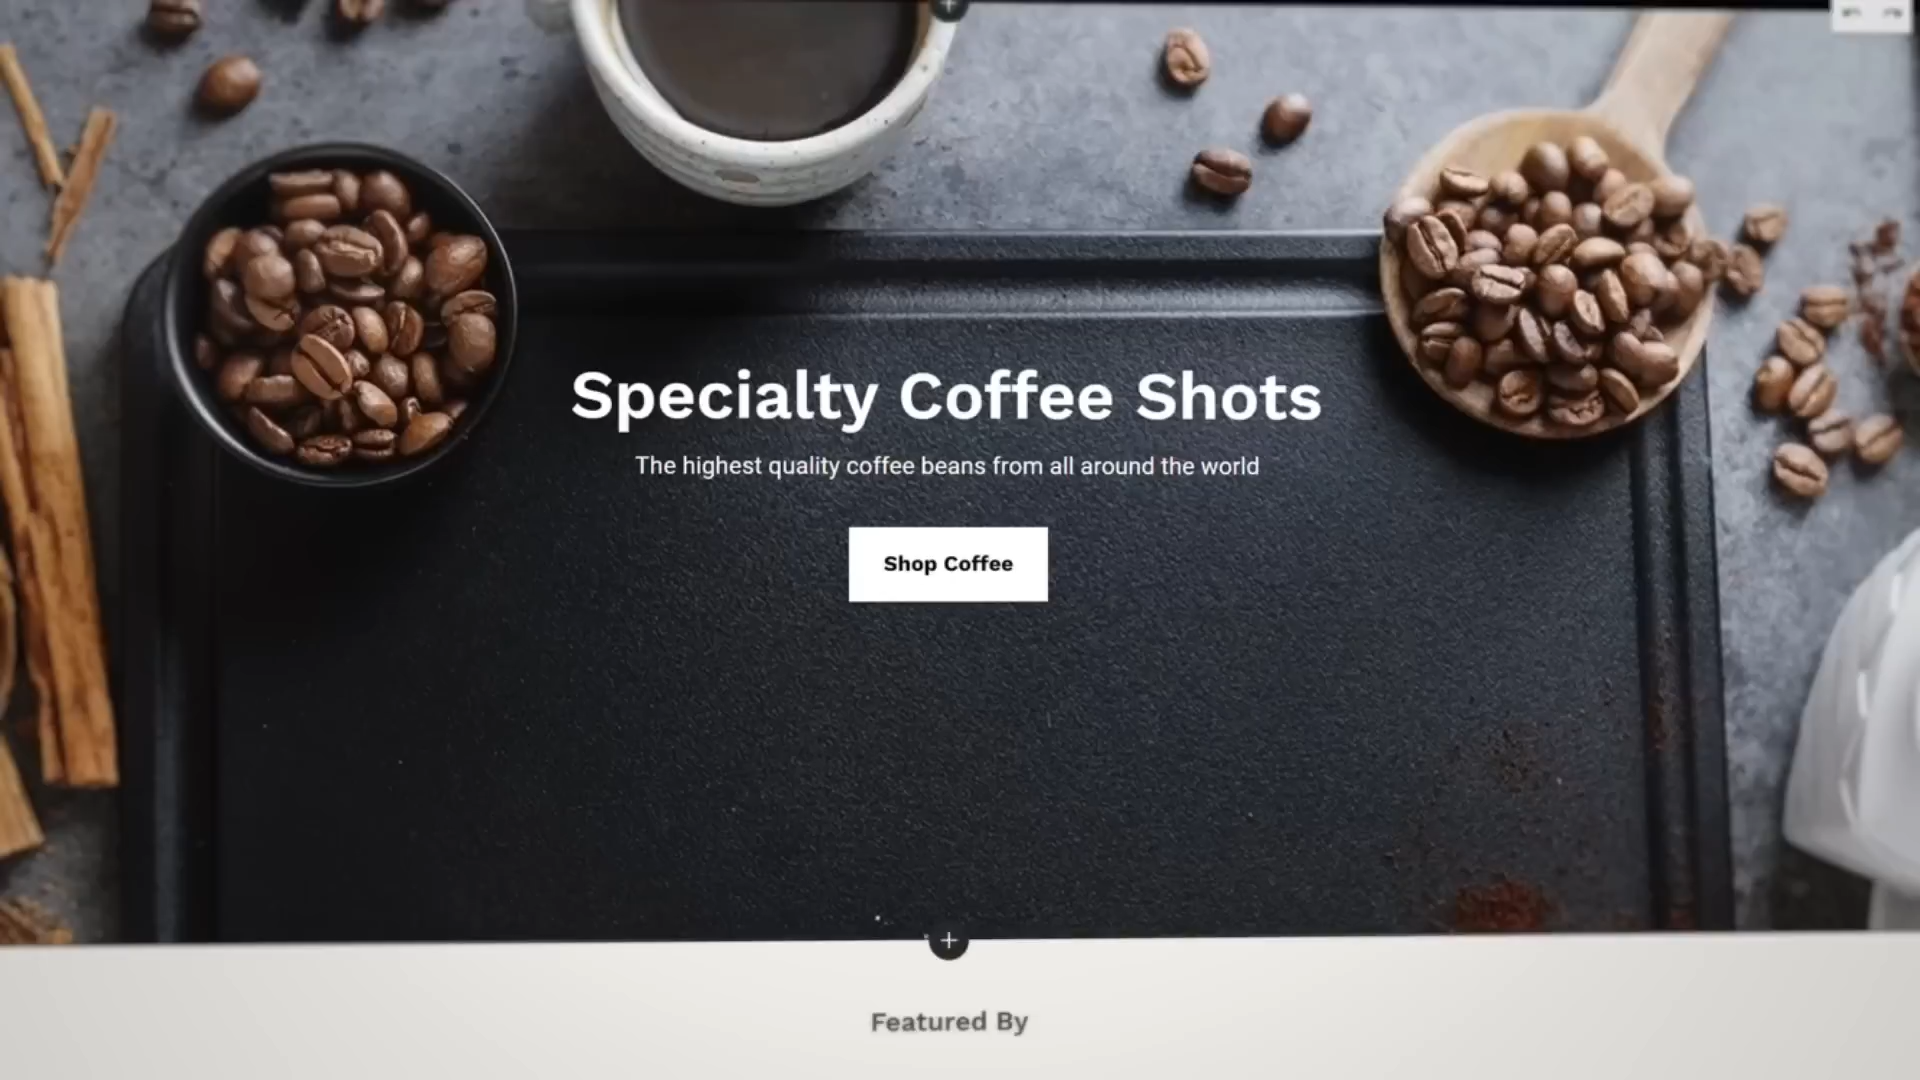 Specialty Coffee Shots
The highest quality coffee beans from all around the world
Shop Coffee
Featured By